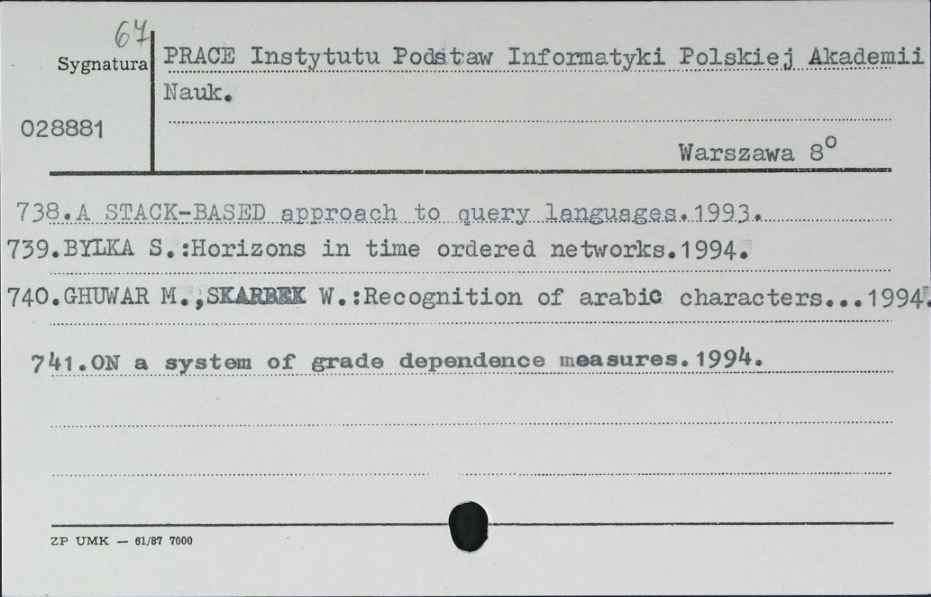 67
Sygnatura
PRACE Instytutu Podstaw Informatyki Polskiej Akademii
Nauk.
028881
Warszawa 8°
738.A STACK-BASED approach to query languages.1993.
739.BYLKA S.:Horizons in time ordered networks.1994.
740.GHUWAR M.,SKARBEK W.:Recognition of arabic characters...1994.
741.ON a system of grade dependence measures.1994.
ZP UMK — 61/87 7000